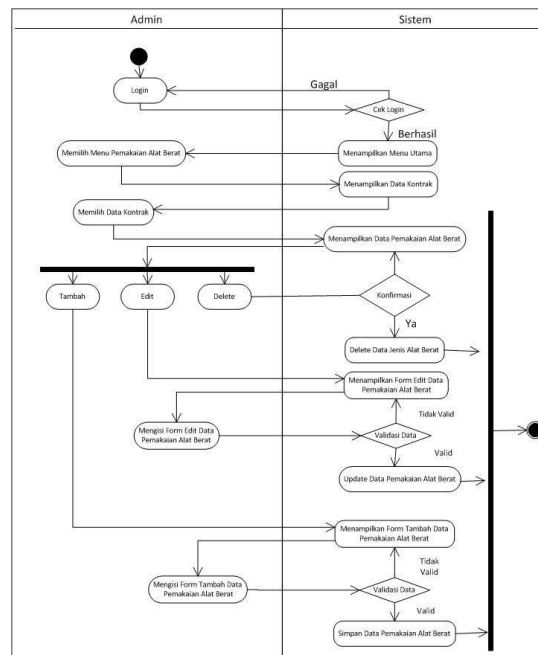 Admin
Sistem
Login
Gagal
Cek Login
Berhasil
Memilih Menu Pemakaian Alat Berat
Menampilkan Menu Utama
Menampilkan Data Kontrak
Memilih Data Kontrak
Menampilkan Data Pemakaian Alat Berat
Tambah
Edit
Delete
Konfirmasi
Ya
Delete Data Jenis Alat Berat
Menampilkan Form Edit Data
Pemakaian Alat Berat
Tidak Valid
Mengisi Form Edit Data
Pemakaian Alat Berat
Validasi Data
Valid
Update Data Pemakaian Alat Berat
Menampilkan Form Tambah Data
Pemakaian Alat Berat
Tidak
Valid
Mengisi Form Tambah Data
Pemakaian Alat Berat
Validasi Data
Valid
Simpan Data Pemakaian Alat Berat